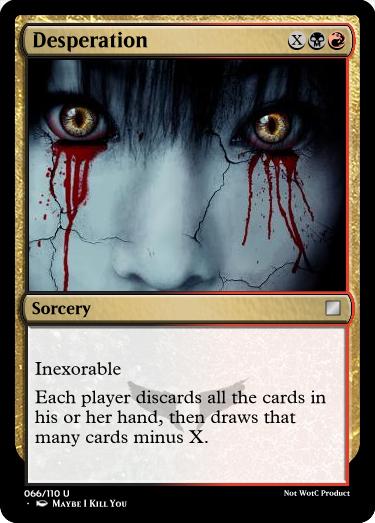 Desperation X
Sorcery
Inexorable
Each player discards all the cards in
his or her hand, then draws that
many cards minus X.
066/110 U
Not WotC Product
· Maybe I Kill You